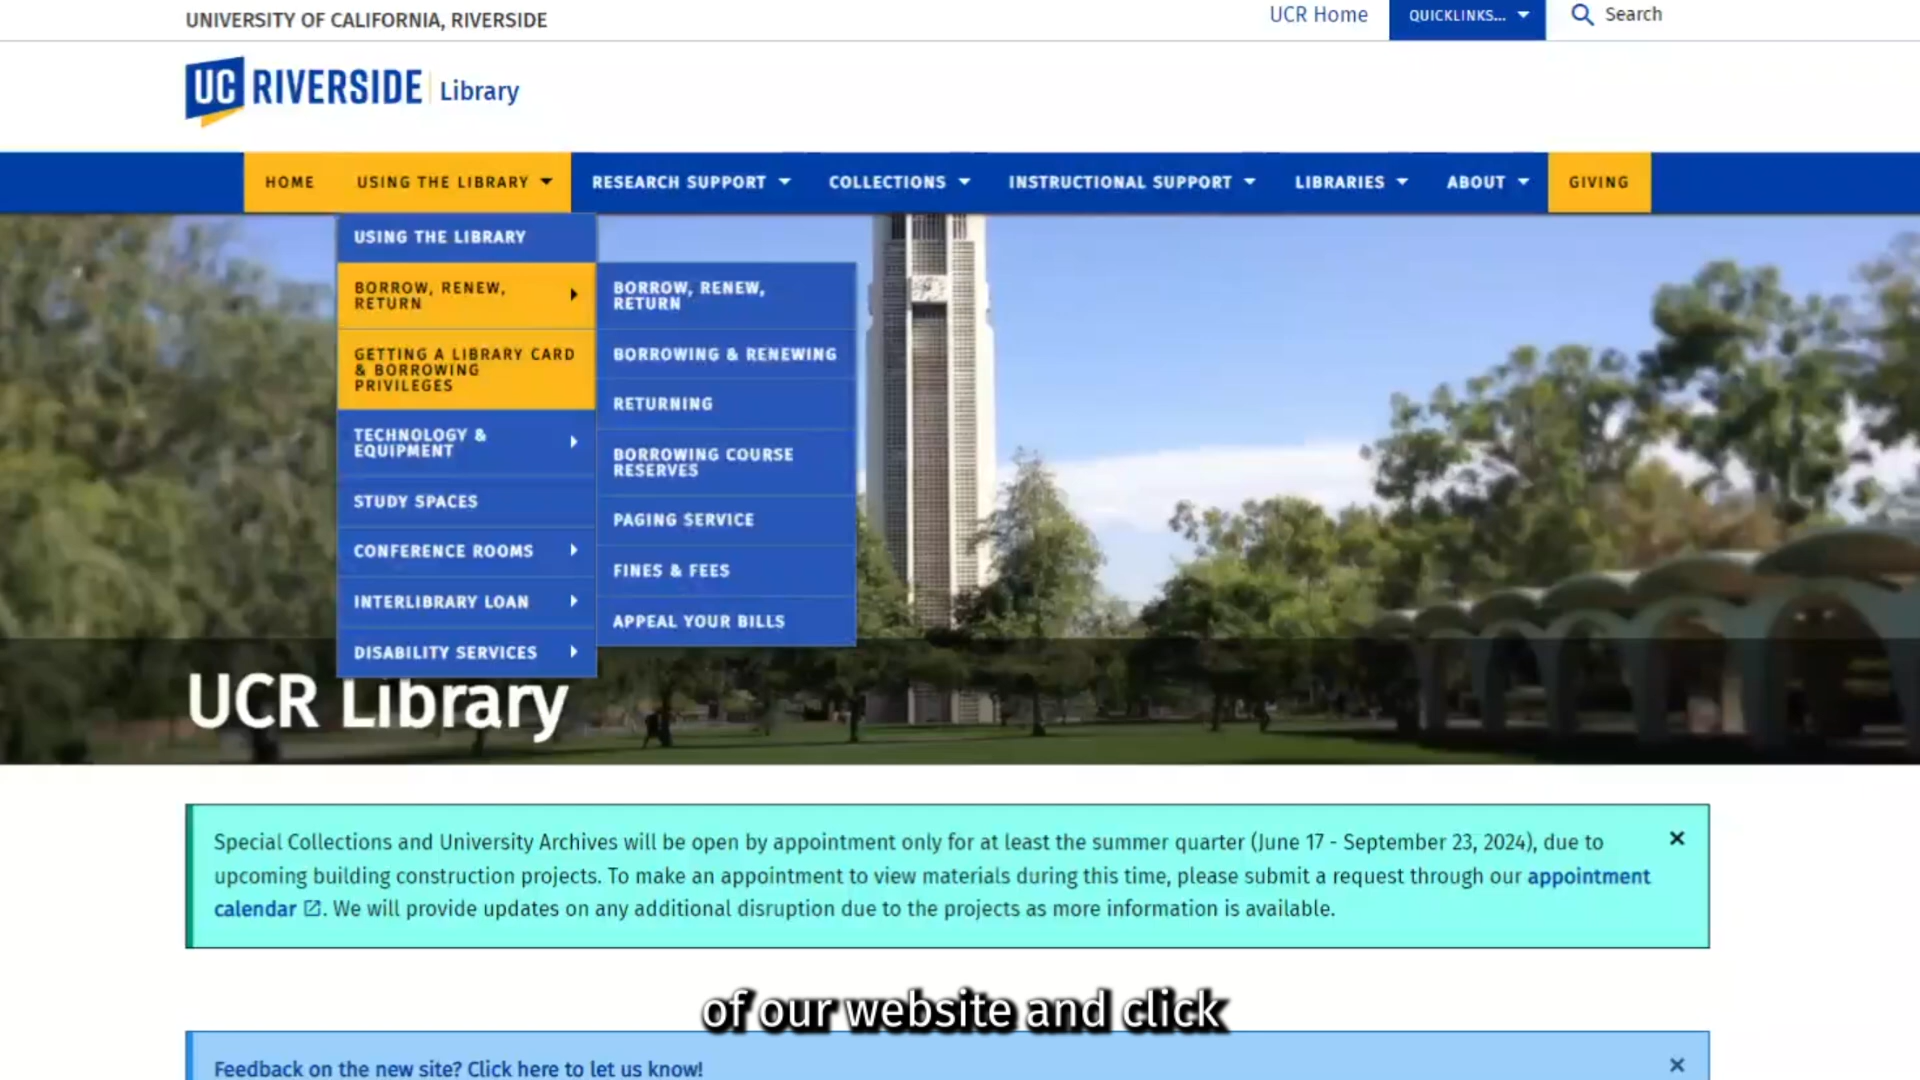 UNIVERSITY OF CALIFORNIA, RIVERSIDE
UCR Home
QUICKLINKS...
Search
UC RIVERSIDE Library
HOME
USING THE LIBRARY
RESEARCH SUPPORT
COLLECTIONS
INSTRUCTIONAL SUPPORT
LIBRARIES
ABOUT
GIVING
USING THE LIBRARY
BORROW, RENEW,
RETURN
GETTING A LIBRARY CARD
& BORROWING
PRIVILEGES
TECHNOLOGY &
EQUIPMENT
STUDY SPACES
CONFERENCE ROOMS
INTERLIBRARY LOAN
DISABILITY SERVICES
BORROW, RENEW,
RETURN
BORROWING & RENEWING
RETURNING
BORROWING COURSE
RESERVES
PAGING SERVICE
FINES & FEES
APPEAL YOUR BILLS
UCR Library
Special Collections and University Archives will be open by appointment only for at least the summer quarter (June 17 - September 23, 2024), due to
upcoming building construction projects. To make an appointment to view materials during this time, please submit a request through our appointment
calendar. We will provide updates on any additional disruption due to the projects as more information is available.
of our website and click
Feedback on the new site? Click here to let us know!